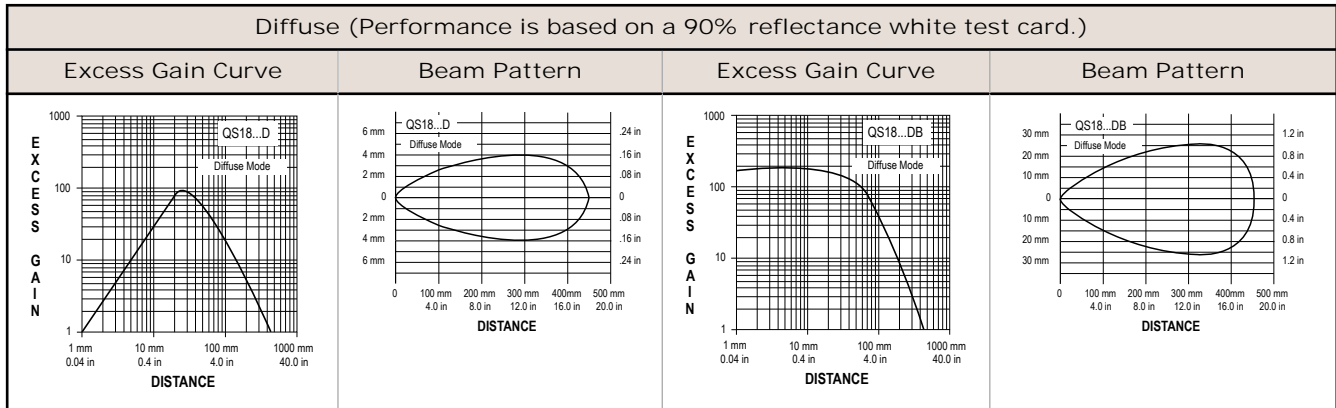 Diffuse (Performance is based on a 90% reflectance white test card.)
Excess Gain Curve
Beam Pattern
Excess Gain Curve
Beam Pattern
EXCESS GAIN
1000
100
10
1
QS18...D
Diffuse Mode
1 mm 10 mm 100 mm 1000 mm
0.04 in 0.4 in 4.0 in 40.0 in
DISTANCE
QS18...D
Diffuse Mode
6 mm .24 in
4 mm .16 in
2 mm .08 in
0 0
2 mm .08 in
4 mm .16 in
6 mm .24 in
0 100 mm 200 mm 300 mm 400mm 500 mm
4.0 in 8.0 in 12.0 in 16.0 in 20.0 in
DISTANCE
EXCESS GAIN
1000
100
10
1
QS18...DB
Diffuse Mode
1 mm 10 mm 100 mm 1000 mm
0.04 in 0.4 in 4.0 in 40.0 in
DISTANCE
QS18...DB
Diffuse Mode
30 mm 1.2 in
20 mm 0.8 in
10 mm 0.4 in
0 0
10 mm 0.4 in
20 mm 0.8 in
30 mm 1.2 in
0 100 mm 200 mm 300 mm 400 mm 500 mm
4.0 in 8.0 in 12.0 in 16.0 in 20.0 in
DISTANCE